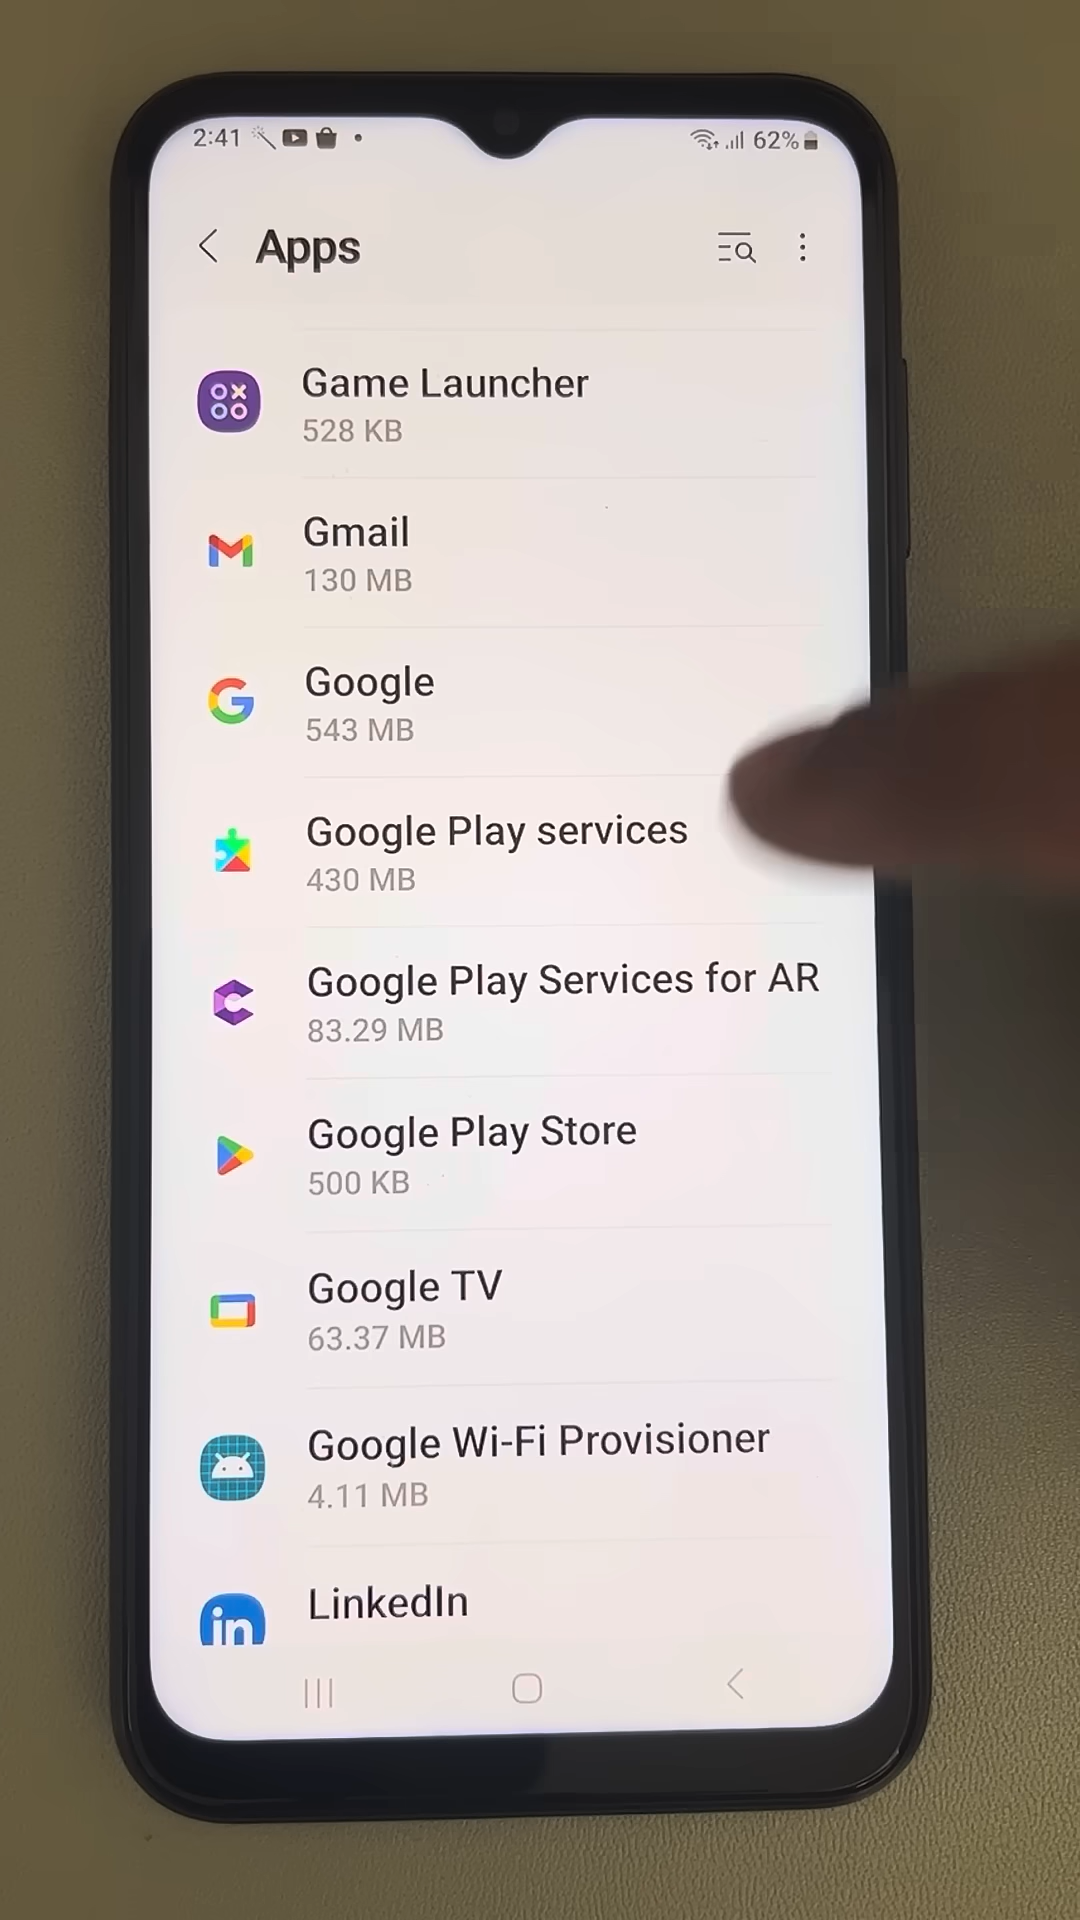 2:41
62%
Apps
Game Launcher
528 KB
Gmail
130 MB
Google
543 MB
Google Play services
430 MB
Google Play Services for AR
83.29 MB
Google Play Store
500 KB
Google TV
63.37 MB
Google Wi-Fi Provisioner
4.11 MB
in
LinkedIn